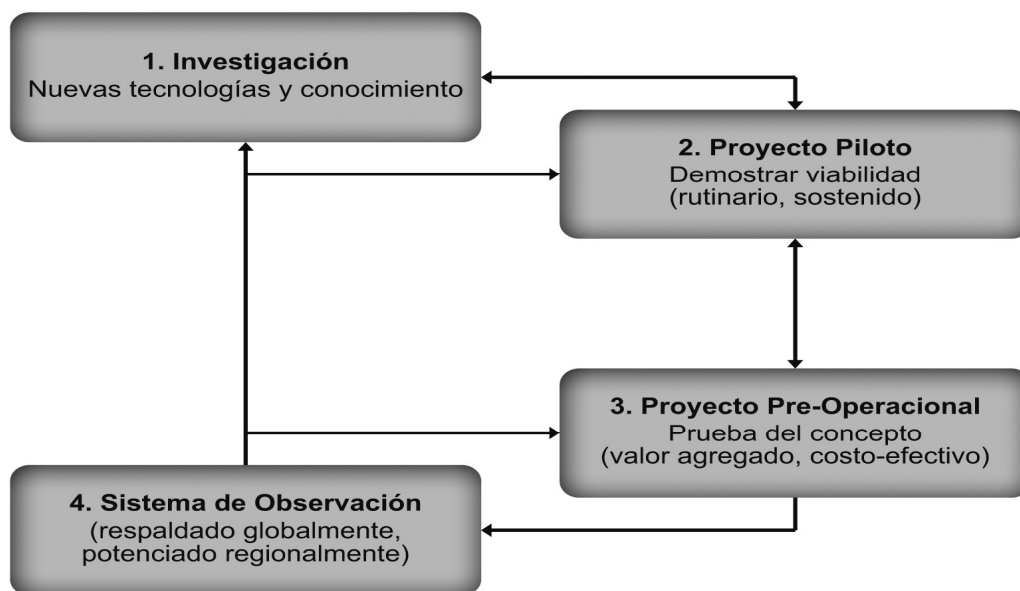 1. Investigación
Nuevas tecnologías y conocimiento
2. Proyecto Piloto
Demostrar viabilidad
(rutinario, sostenido)
3. Proyecto Pre-Operacional
Prueba del concepto
(valor agregado, costo-efectivo)
4. Sistema de Observación
(respaldado globalmente,
potenciado regionalmente)